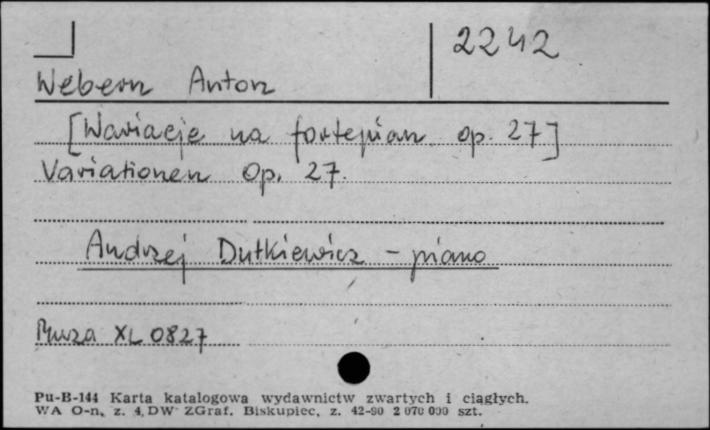 2242
Webern Anton
[Wariacje na fortepian op. 27]
Variationen Op. 27.
Andrzej Dutkiewicz - piano
Muza XL 0827
Pu-B-144 Karta katalogowa wydawnictw zwartych i ciągłych.
WA O-n, z. 4, DW ZGraf. Biskupiec, z. 42-90 2 070 000 szt.